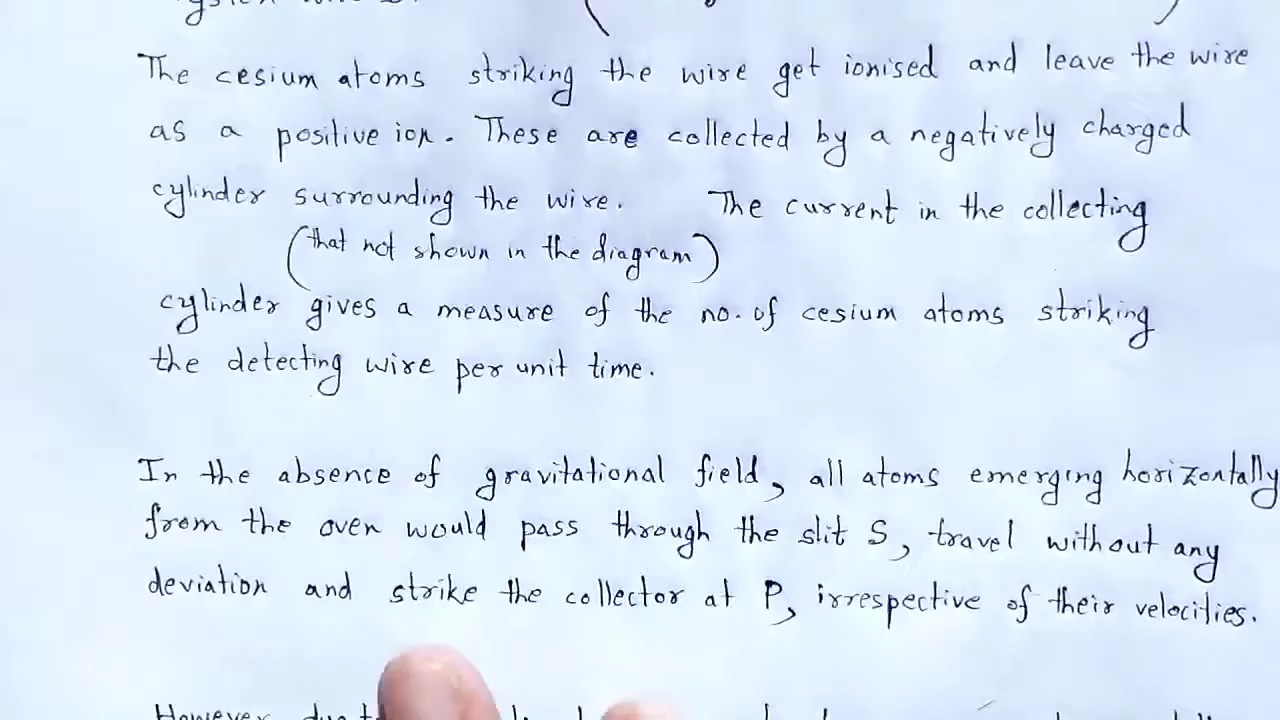 The cesium atoms striking the wire get ionised and leave the wire
as a positive ion. These are collected by a negatively charged
cylinder surrounding the wire. The current in the collecting
(that not shown in the diagram)
cylinder gives a measure of the no. of cesium atoms striking
the detecting wire per unit time.
In the absence of gravitational field, all atoms emerging horizontally
from the oven would pass through the slit S, travel without any
deviation and strike the collector at P, irrespective of their velocities.
However due